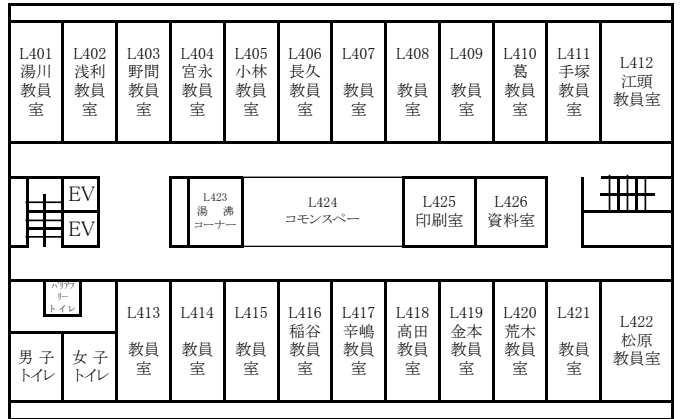 L401
湯川
教員
室
L402
浅利
教員
室
L403
野間
教員
室
L404
宮永
教員
室
L405
小林
教員
室
L406
長久
教員
室
L407
教員
室
L408
教員
室
L409
教員
室
L410
葛
教員
室
L411
手塚
教員
室
L412
江頭
教員室
EV
EV
L423
湯 沸
コーナー
L424
コモンスペー
L425
印刷室
L426
資料室
バリアフ
リー
トイレ
男 子
トイレ
女 子
トイレ
L413
教員
室
L414
教員
室
L415
教員
室
L416
稲谷
教員
室
L417
辛嶋
教員
室
L418
高田
教員
室
L419
金本
教員
室
L420
荒木
教員
室
L421
教員
室
L422
松原
教員室